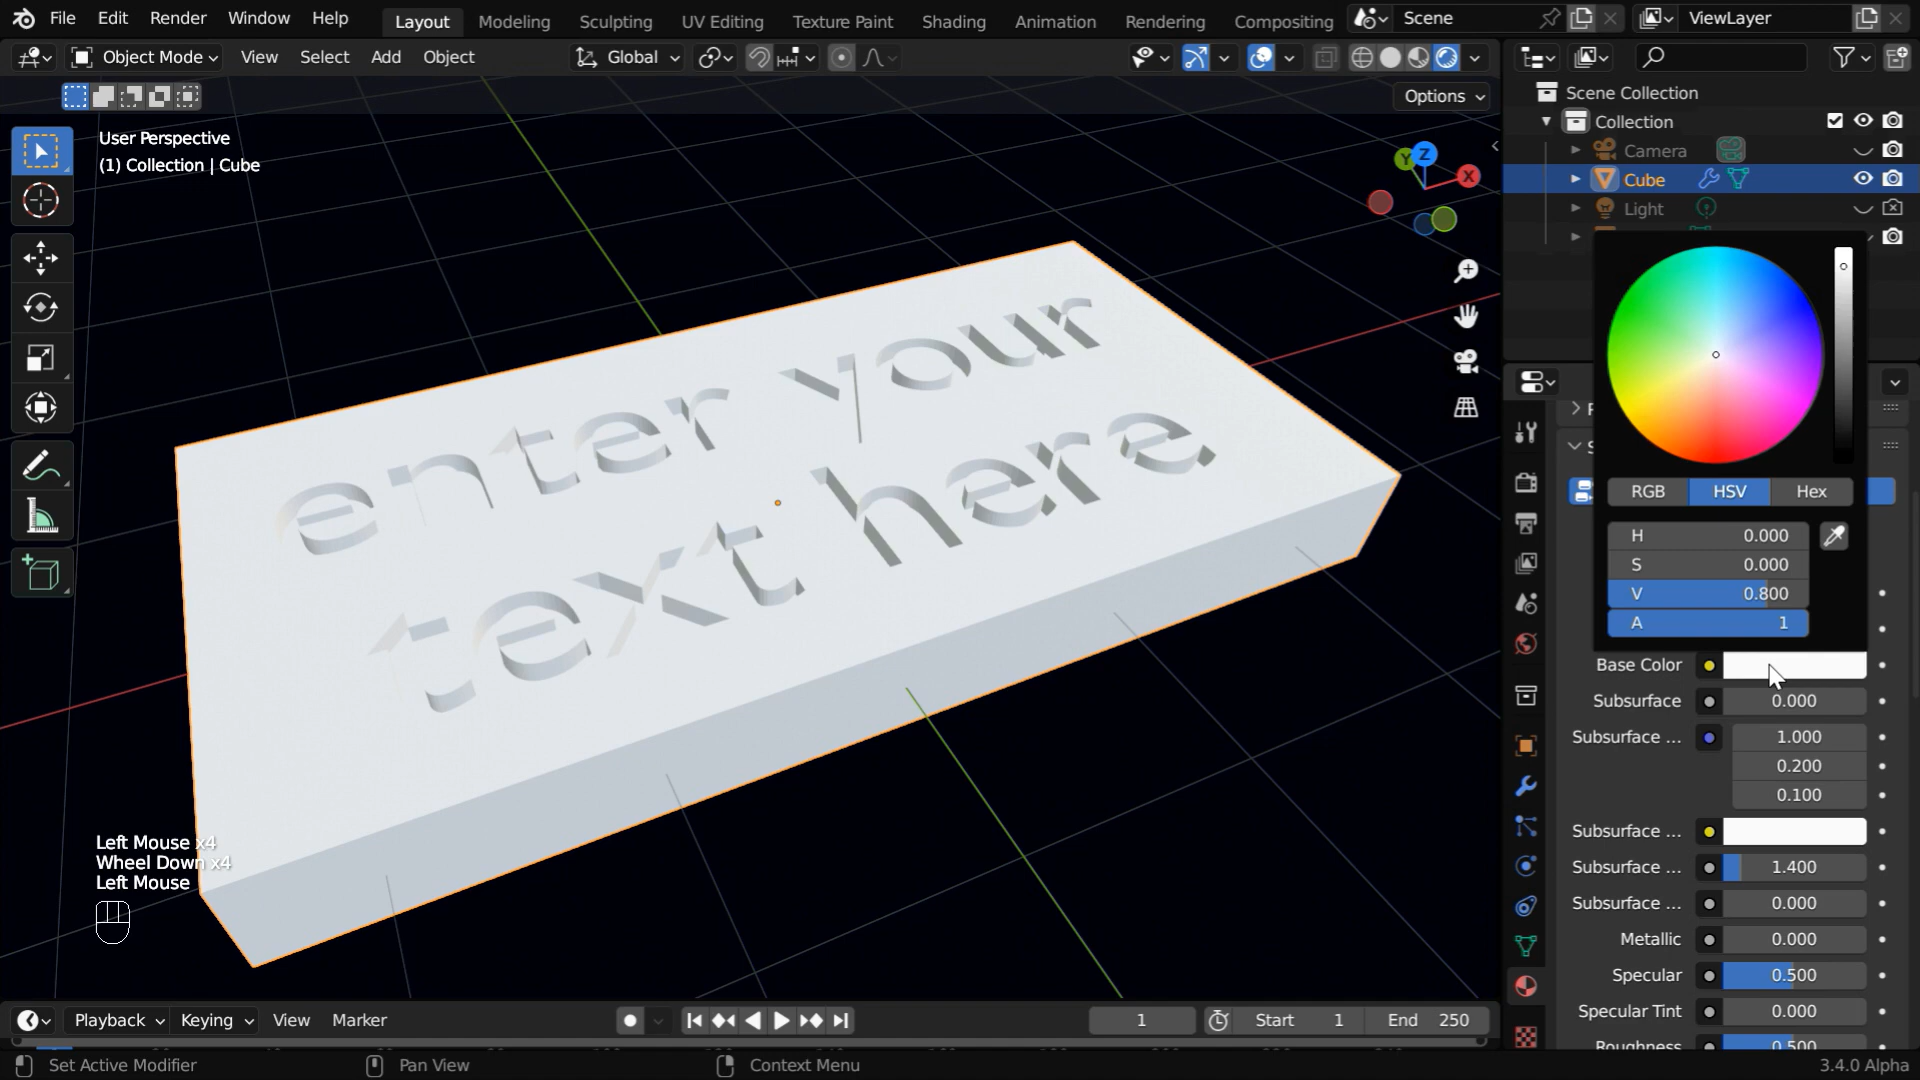 File Edit Render Window Help Layout Modeling Sculpting UV Editing Texture Paint Shading Animation Rendering Compositing Scene ViewLayer
Object Mode View Select Add Object Global
Options
User Perspective
(1) Collection | Cube
Scene Collection
Collection
Camera
Cube
Light
Y Z X
enter your
text here
RGB HSV Hex
H 0.000
S 0.000
V 0.800
A 1
Base Color
Subsurface 0.000
Subsurface ... 1.000
0.200
0.100
Subsurface ...
Subsurface ... 1.400
Subsurface ... 0.000
Metallic 0.000
Specular 0.500
Specular Tint 0.000
Roughness 0.500
Left Mouse x4
Wheel Down x4
Left Mouse
Playback Keying View Marker 1 Start 1 End 250
Set Active Modifier Pan View Context Menu 3.4.0 Alpha